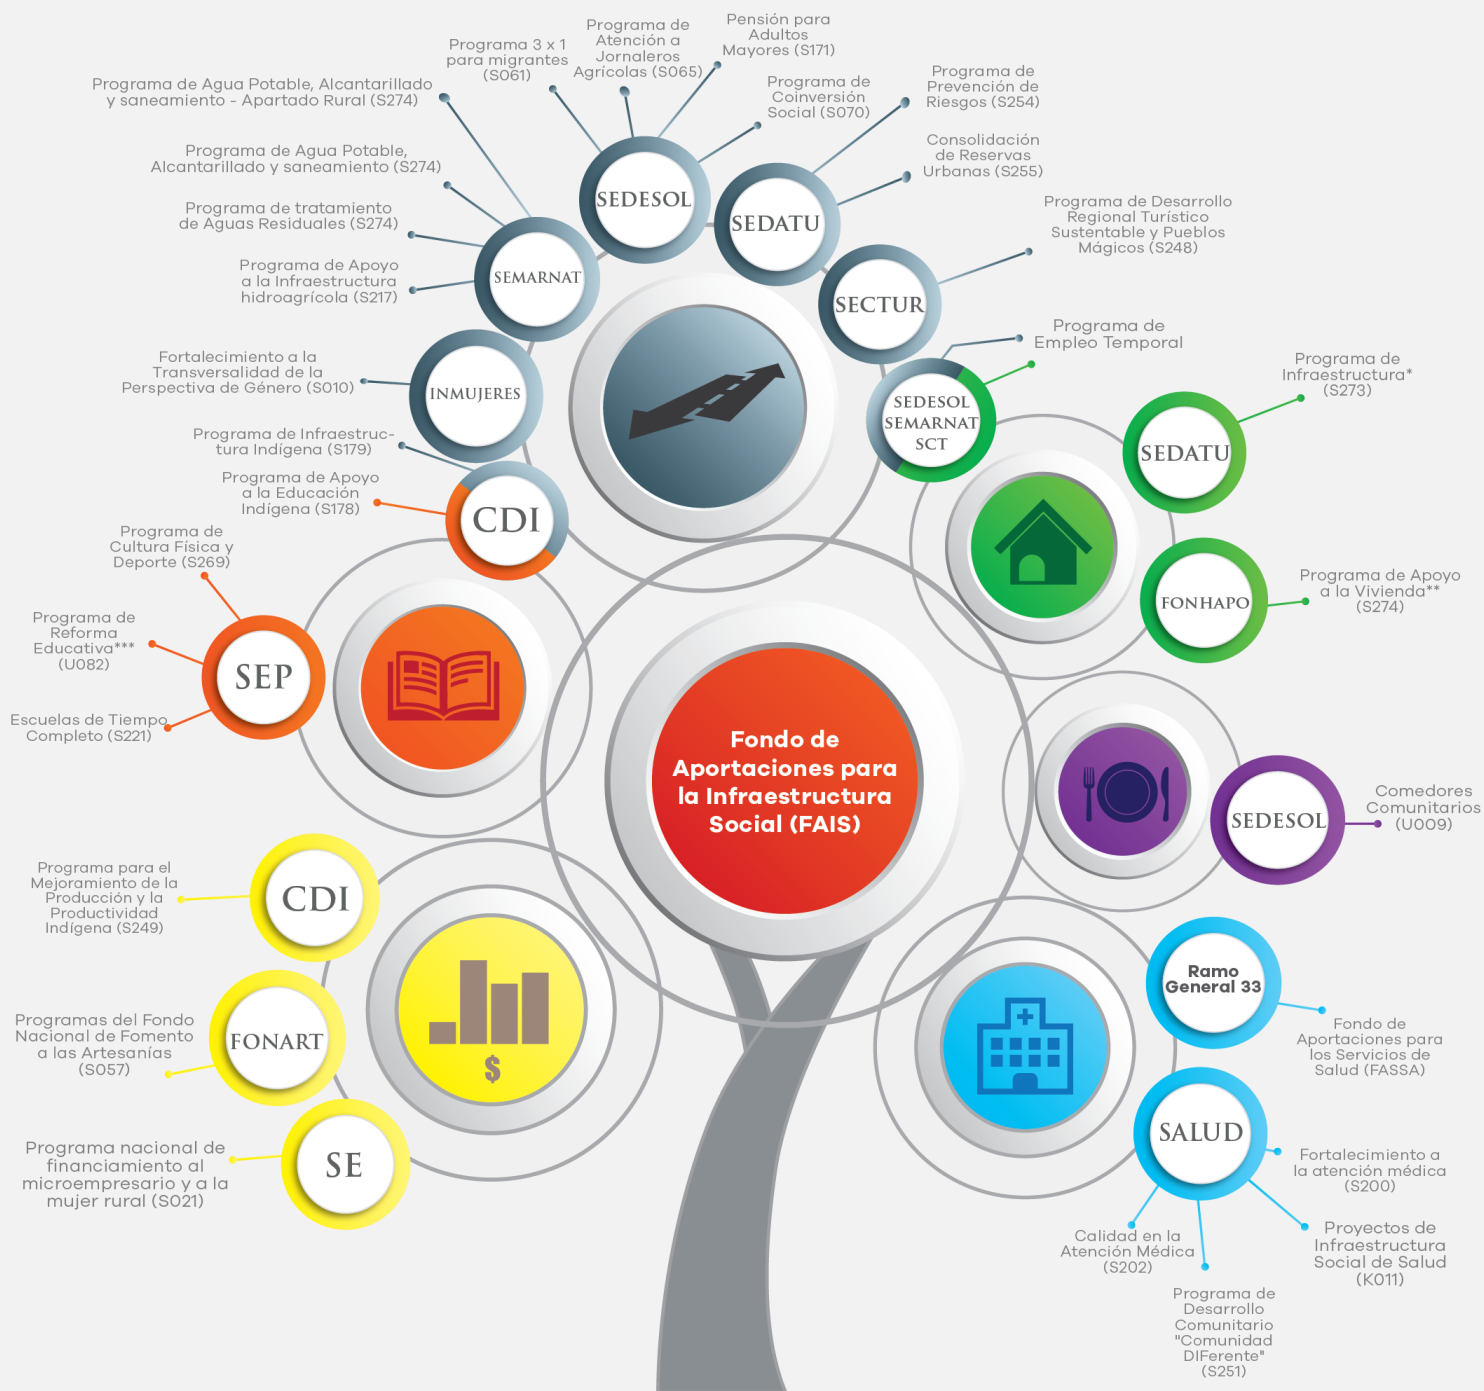 Programa 3 x 1
para migrantes
(S061)
Programa de
Atención a
Jornaleros
Agrícolas (S065)
Pensión para
Adultos
Mayores (S171)
Programa de
Coinversión
Social (S070)
Programa de
Prevención de
Riesgos (S254)
Consolidación
de Reservas
Urbanas (S255)
Programa de Desarrollo
Regional Turístico
Sustentable y Pueblos
Mágicos (S248)
Programa de
Empleo Temporal
Programa de Agua Potable, Alcantarillado
y saneamiento - Apartado Rural (S274)
Programa de Agua Potable,
Alcantarillado y saneamiento (S274)
Programa de tratamiento
de Aguas Residuales (S274)
Programa de Apoyo
a la Infraestructura
hidroagrícola (S217)
Fortalecimiento a la
Transversalidad de la
Perspectiva de Género (S010)
Programa de Infraestruc-
tura Indígena (S179)
Programa de Apoyo
a la Educación
Indígena (S178)
SEDESOL
SEDATU
SEMARNAT
SECTUR
INMUJERES
SEDESOL
SEMARNAT
SCT
CDI
Programa de
Infraestructura*
(S273)
SEDATU
FONHAPO
Programa de Apoyo
a la Vivienda**
(S274)
Programa de
Cultura Física y
Deporte (S269)
Programa de
Reforma
Educativa***
(U082)
Escuelas de Tiempo
Completo (S221)
SEP
Fondo de
Aportaciones para
la Infraestructura
Social (FAIS)
SEDESOL
Comedores
Comunitarios
(U009)
Programa para el
Mejoramiento de la
Producción y la
Productividad
Indígena (S249)
CDI
Programas del Fondo
Nacional de Fomento
a las Artesanías
(S057)
FONART
$
Programa nacional de
financiamiento al
microempresario y a la
mujer rural (S021)
SE
Ramo
General 33
Fondo de
Aportaciones para
los Servicios de
Salud (FASSA)
SALUD
Fortalecimiento a
la atención médica
(S200)
Calidad en la
Atención Médica
(S202)
Proyectos de
Infraestructura
Social de Salud
(K011)
Programa de
Desarrollo
Comunitario
"Comunidad
DIFerente"
(S251)